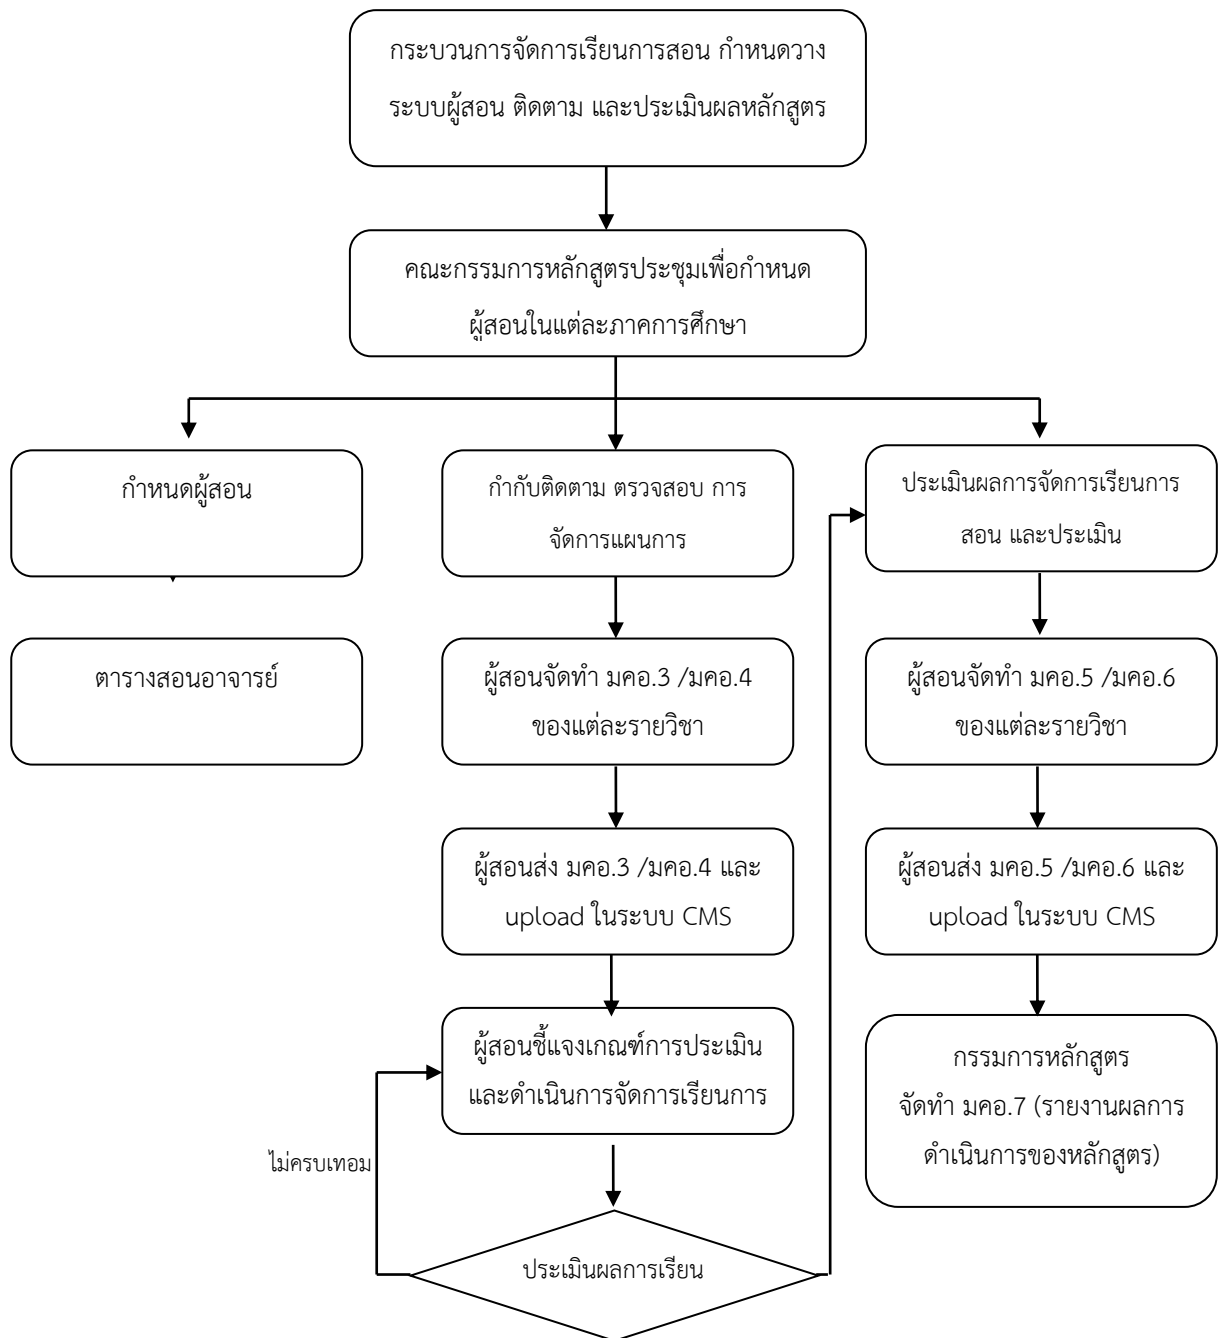 กระบวนการจัดการเรียนการสอน กำหนดวาง
ระบบผู้สอน ติดตาม และประเมินผลหลักสูตร
คณะกรรมการหลักสูตรประชุมเพื่อกำหนด
ผู้สอนในแต่ละภาคการศึกษา
กำหนดผู้สอน
ตารางสอนอาจารย์
กำกับติดตาม ตรวจสอบ การ
จัดการแผนการ
ผู้สอนจัดทำ มคอ.3 /มคอ.4
ของแต่ละรายวิชา
ผู้สอนส่ง มคอ.3 /มคอ.4 และ
upload ในระบบ CMS
ผู้สอนชี้แจงเกณฑ์การประเมิน
และดำเนินการจัดการเรียนการ
ไม่ครบเทอม
ประเมินผลการเรียน
ประเมินผลการจัดการเรียนการ
สอน และประเมิน
ผู้สอนจัดทำ มคอ.5 /มคอ.6
ของแต่ละรายวิชา
ผู้สอนส่ง มคอ.5 /มคอ.6 และ
upload ในระบบ CMS
กรรมการหลักสูตร
จัดทำ มคอ.7 (รายงานผลการ
ดำเนินการของหลักสูตร)